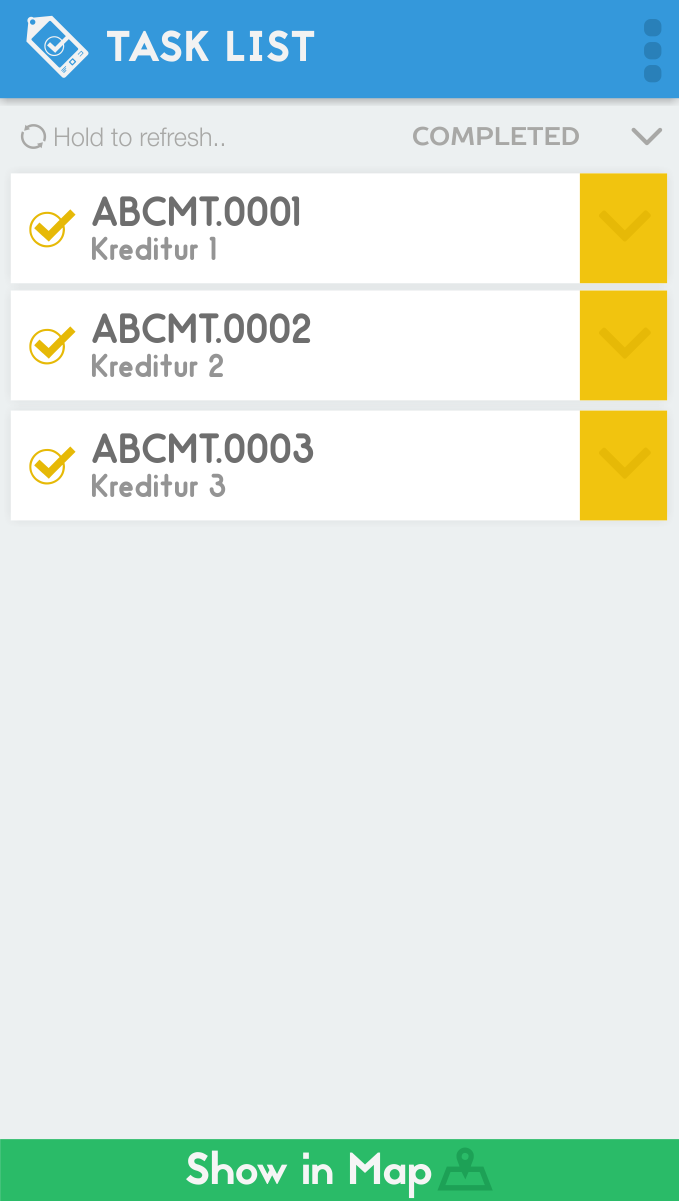 TASK LIST
Hold to refresh..
COMPLETED
ABCMT.0001
Kreditur 1
ABCMT.0002
Kreditur 2
ABCMT.0003
Kreditur 3
Show in Map